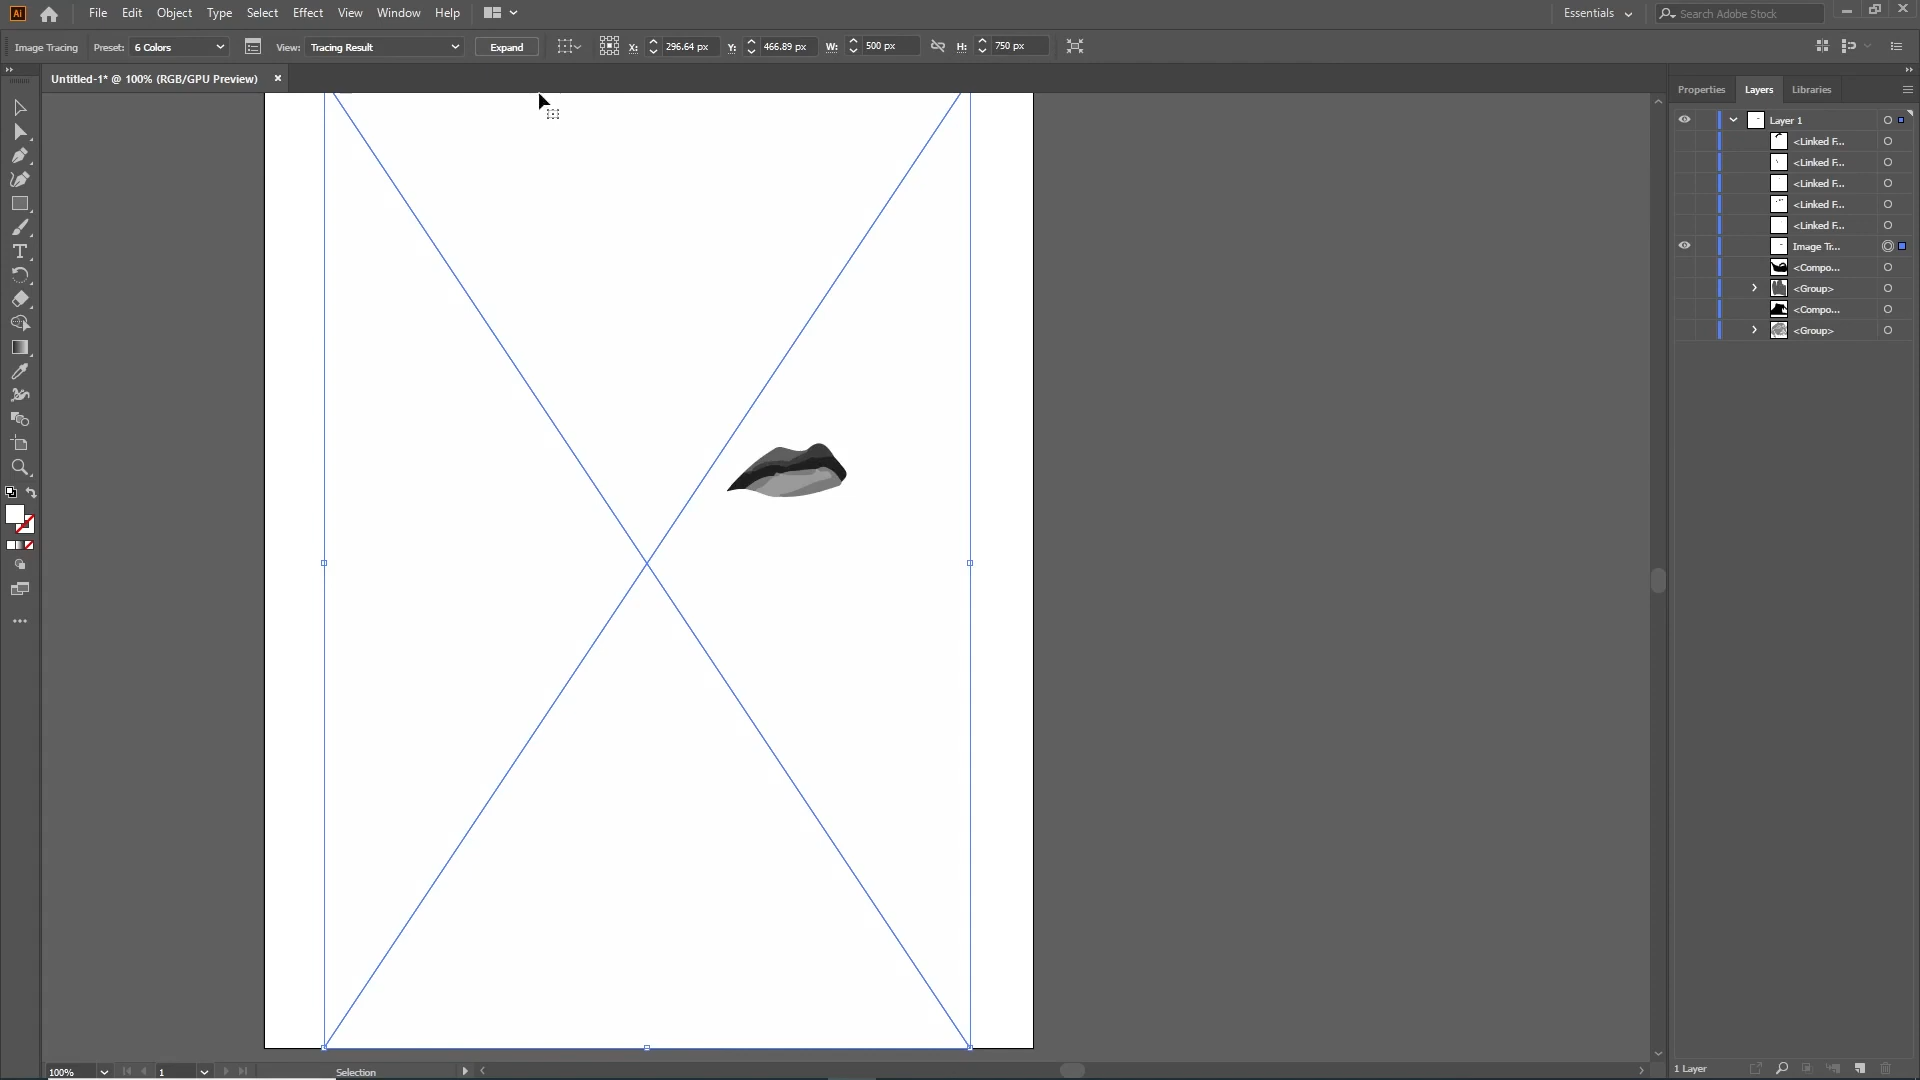 Ai File Edit Object Type Select Effect View Window Help Essentials Search Adobe Stock
Image Tracing Preset: 6 Colors View: Tracing Result Expand X: 296.64 px Y: 466.89 px W: 500 px H: 750 px
Untitled-1* @ 100% (RGB/GPU Preview) ×
Properties Layers Libraries
Layer 1
<Linked F...
<Linked F...
<Linked F...
<Linked F...
<Linked F...
Image Tr...
<Compo...
<Group>
<Compo...
<Group>
100% 1 Selection
1 Layer